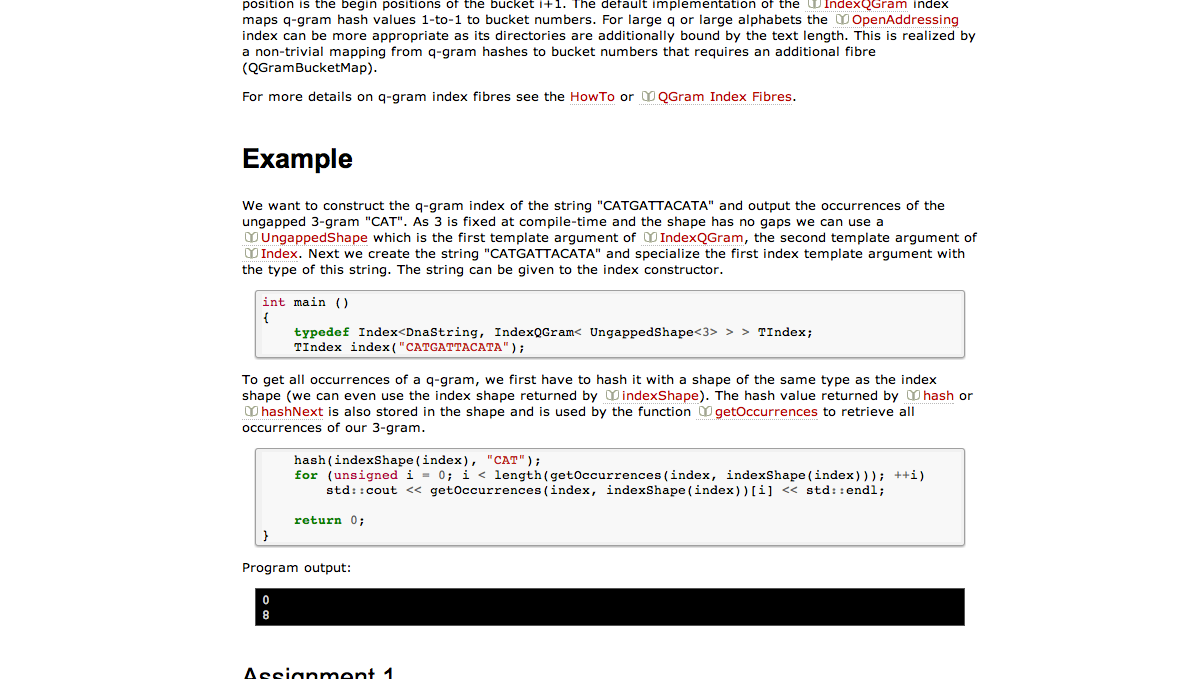 position is the begin positions of the bucket i+1. The default implementation of the IndexQGram index
maps q-gram hash values 1-to-1 to bucket numbers. For large q or large alphabets the OpenAddressing
index can be more appropriate as its directories are additionally bound by the text length. This is realized by
a non-trivial mapping from q-gram hashes to bucket numbers that requires an additional fibre
(QGramBucketMap).
For more details on q-gram index fibres see the HowTo or QGram Index Fibres.
Example
We want to construct the q-gram index of the string "CATGATTACATA" and output the occurrences of the
ungapped 3-gram "CAT". As 3 is fixed at compile-time and the shape has no gaps we can use a
UngappedShape which is the first template argument of IndexQGram, the second template argument of
Index. Next we create the string "CATGATTACATA" and specialize the first index template argument with
the type of this string. The string can be given to the index constructor.
int main ()
{
    typedef Index<DnaString, IndexQGram< UngappedShape<3> > > TIndex;
    TIndex index("CATGATTACATA");
To get all occurrences of a q-gram, we first have to hash it with a shape of the same type as the index
shape (we can even use the index shape returned by indexShape). The hash value returned by hash or
hashNext is also stored in the shape and is used by the function getOccurrences to retrieve all
occurrences of our 3-gram.
    hash(indexShape(index), "CAT");
    for (unsigned i = 0; i < length(getOccurrences(index, indexShape(index))); ++i)
        std::cout << getOccurrences(index, indexShape(index))[i] << std::endl;
    return 0;
}
Program output:
0
8
Assignment 1